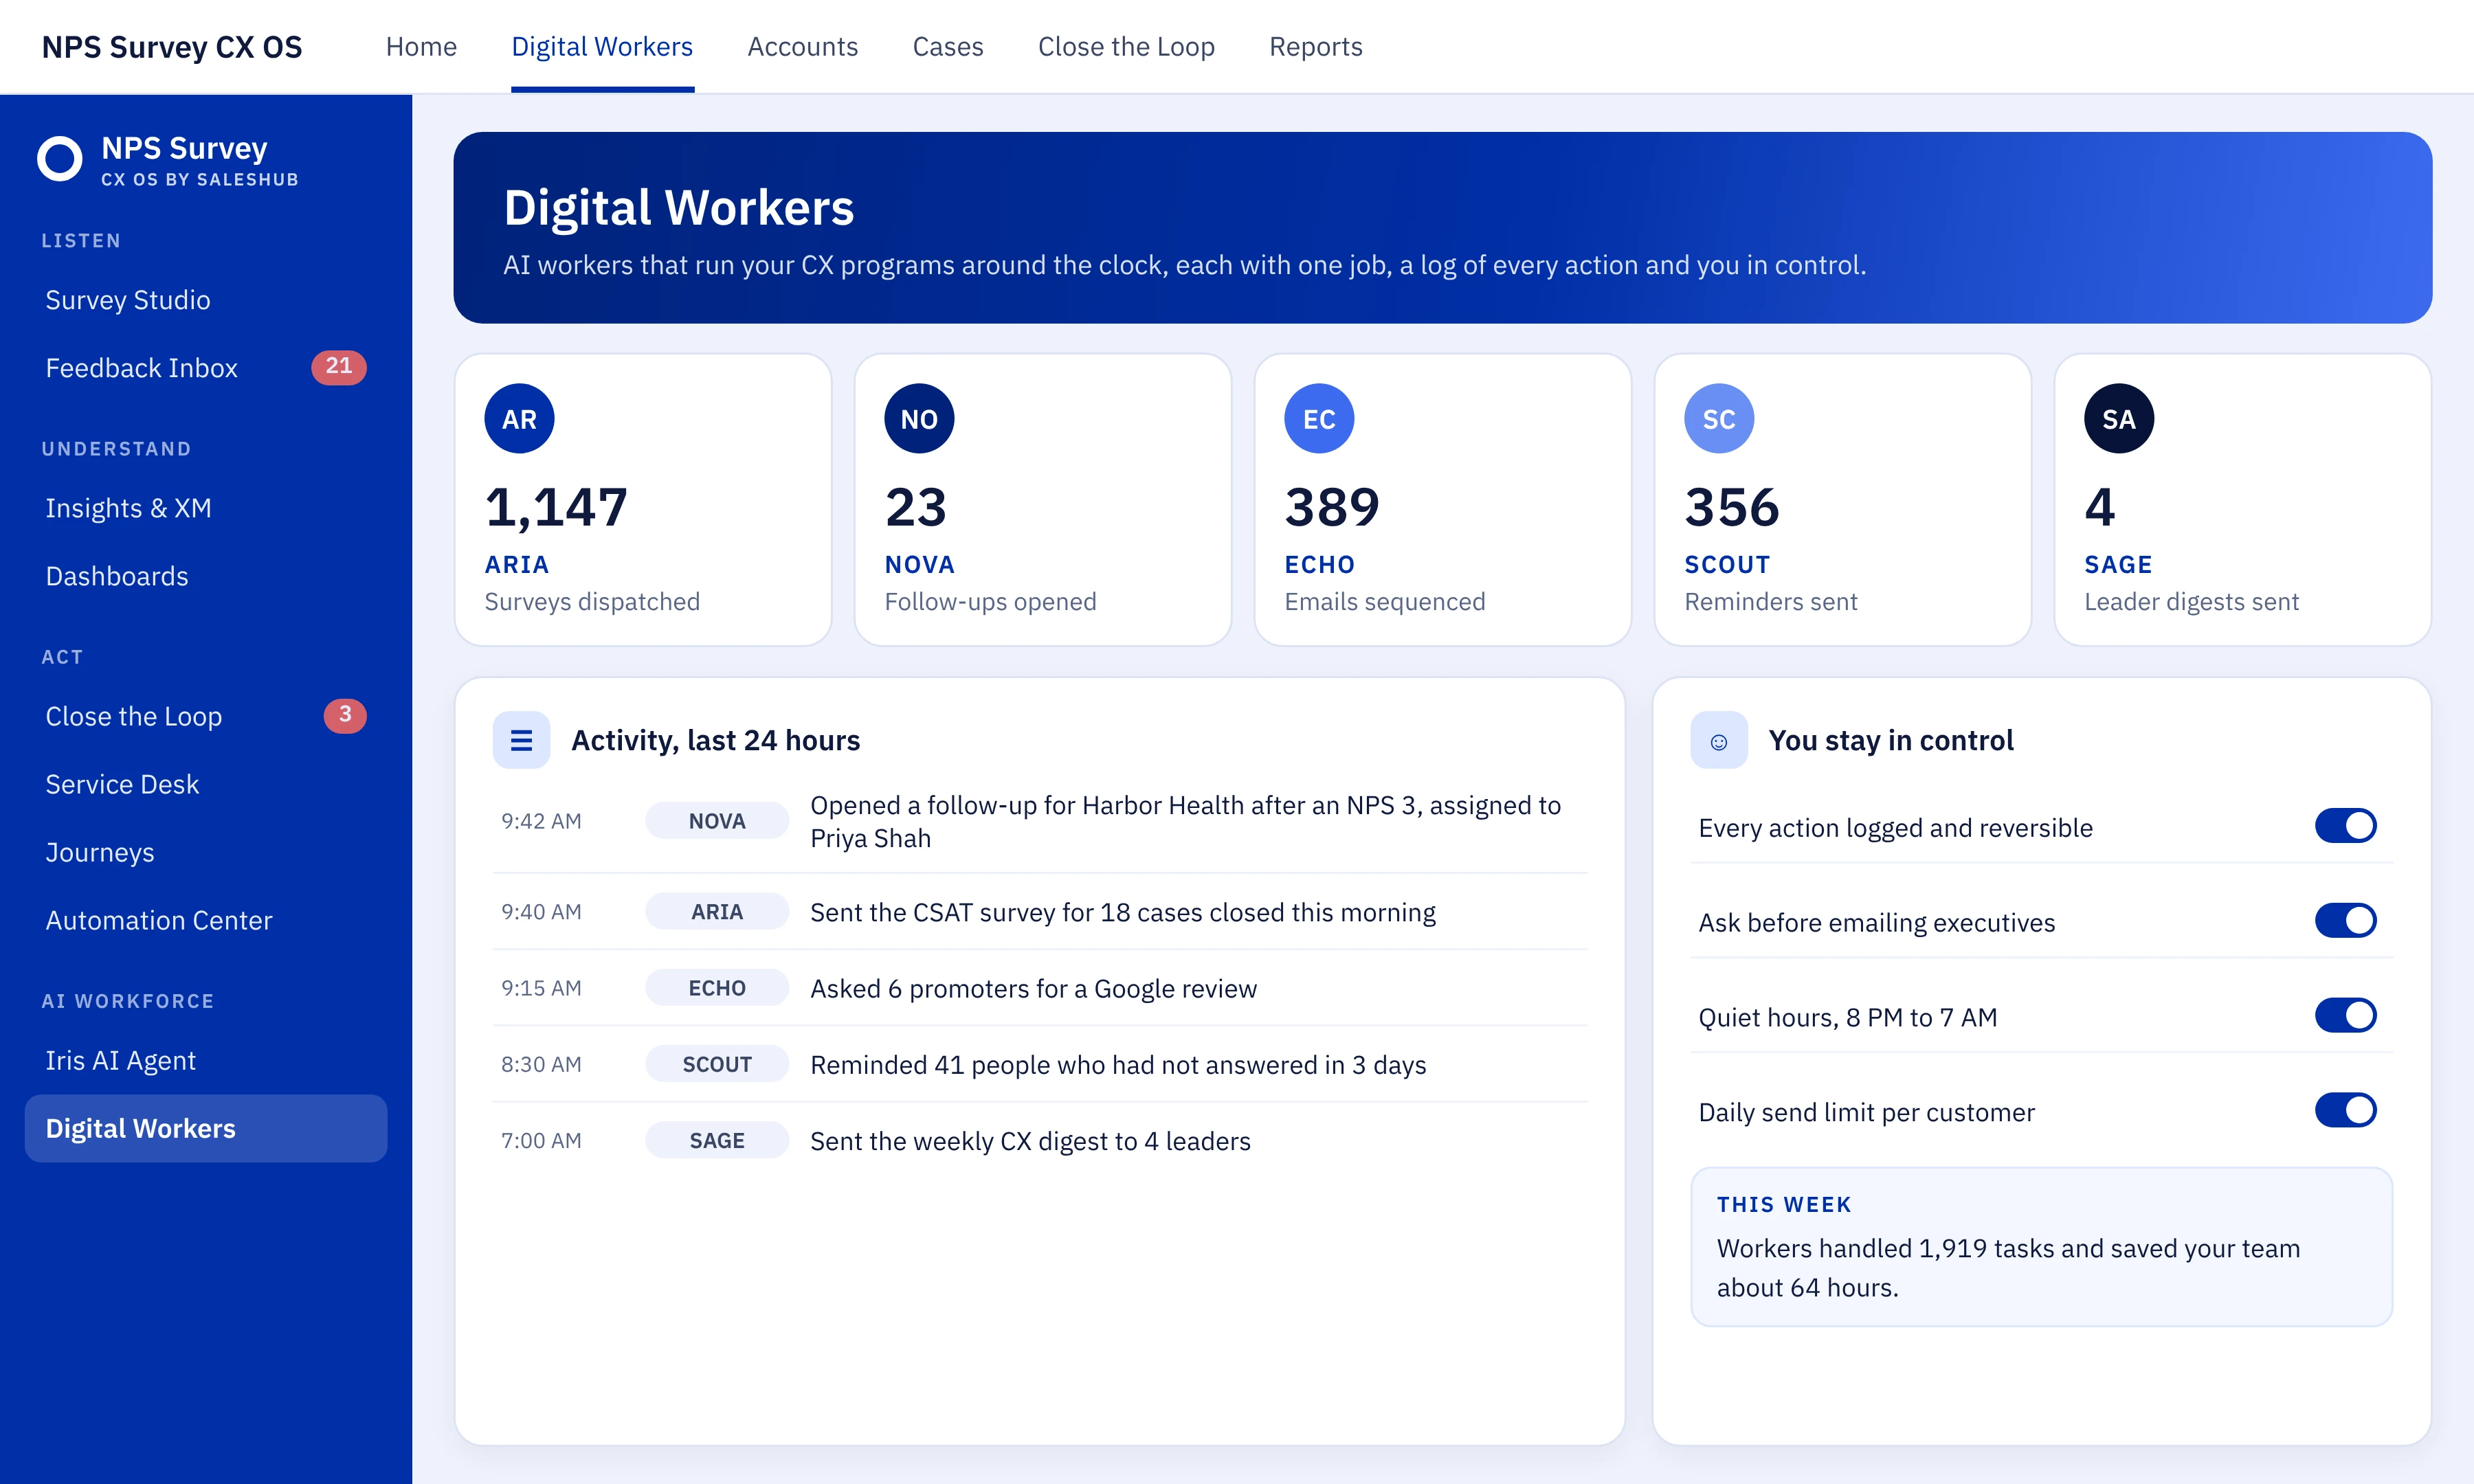 NPS Survey CX OS
Home
Digital Workers
Accounts
Cases
Close the Loop
Reports
NPS Survey
CX OS BY SALESHUB
LISTEN
Survey Studio
Feedback Inbox 21
UNDERSTAND
Insights & XM
Dashboards
ACT
Close the Loop 3
Service Desk
Journeys
Automation Center
AI WORKFORCE
Iris AI Agent
Digital Workers
Digital Workers
AI workers that run your CX programs around the clock, each with one job, a log of every action and you in control.
AR
1,147
ARIA
Surveys dispatched
NO
23
NOVA
Follow-ups opened
EC
389
ECHO
Emails sequenced
SC
356
SCOUT
Reminders sent
SA
4
SAGE
Leader digests sent
Activity, last 24 hours
9:42 AM NOVA Opened a follow-up for Harbor Health after an NPS 3, assigned to
Priya Shah
9:40 AM ARIA Sent the CSAT survey for 18 cases closed this morning
9:15 AM ECHO Asked 6 promoters for a Google review
8:30 AM SCOUT Reminded 41 people who had not answered in 3 days
7:00 AM SAGE Sent the weekly CX digest to 4 leaders
You stay in control
Every action logged and reversible
Ask before emailing executives
Quiet hours, 8 PM to 7 AM
Daily send limit per customer
THIS WEEK
Workers handled 1,919 tasks and saved your team
about 64 hours.